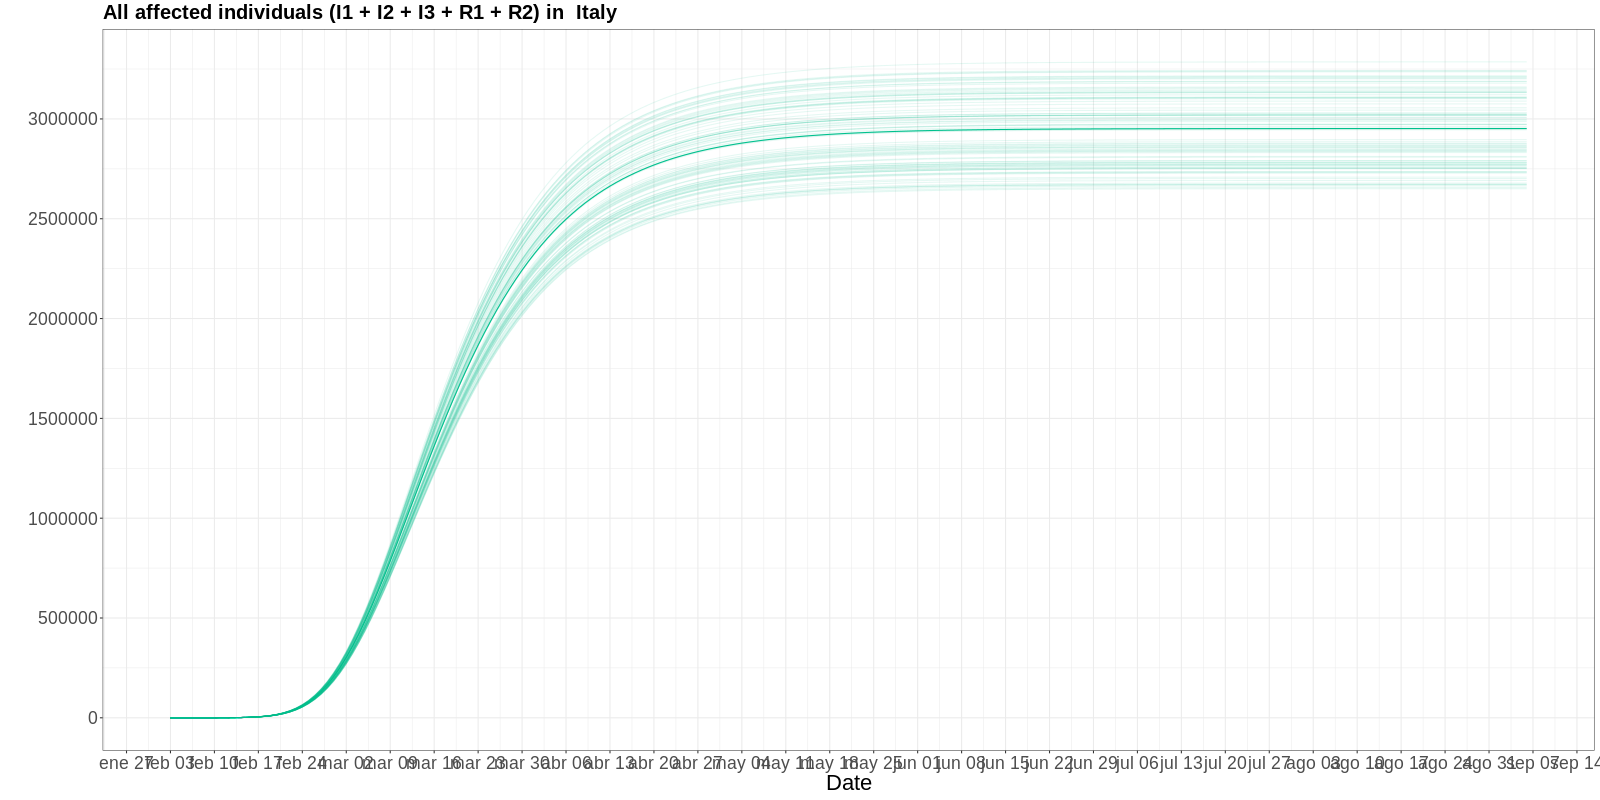 All affected individuals (I1 + I2 + I3 + R1 + R2) in  Italy
3000000
2500000
2000000
1500000
1000000
500000
0
ene 27 feb 03 feb 10 feb 17 feb 24 mar 02 mar 09 mar 16 mar 23 mar 30 abr 06 abr 13 abr 20 abr 27 may 04 may 11 may 18 may 25 jun 01 jun 08 jun 15 jun 22 jun 29 jul 06 jul 13 jul 20 jul 27 ago 03 ago 10 ago 17 ago 24 ago 31 sep 07 sep 14
Date